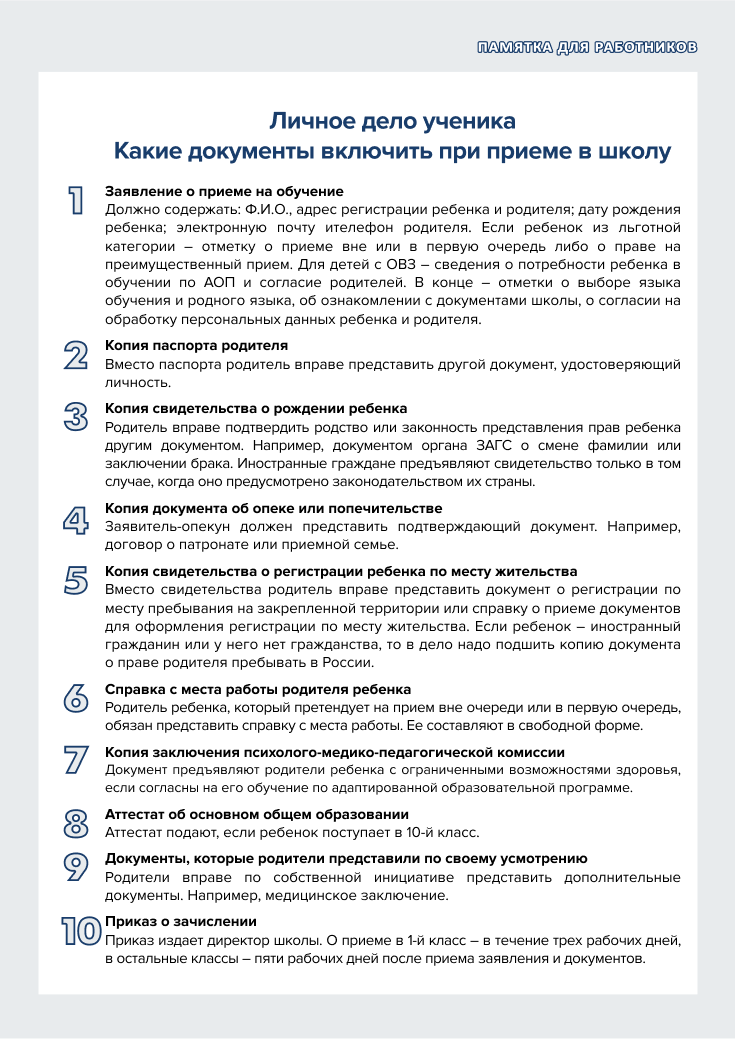 ПАМЯТКА ДЛЯ РАБОТНИКОВ
Личное дело ученика
Какие документы включить при приеме в школу
1 Заявление о приеме на обучение
Должно содержать: Ф.И.О., адрес регистрации ребенка и родителя; дату рождения
ребенка; электронную почту ителефон родителя. Если ребенок из льготной
категории – отметку о приеме вне или в первую очередь либо о праве на
преимущественный прием. Для детей с ОВЗ – сведения о потребности ребенка в
обучении по АОП и согласие родителей. В конце – отметки о выборе языка
обучения и родного языка, об ознакомлении с документами школы, о согласии на
обработку персональных данных ребенка и родителя.
2 Копия паспорта родителя
Вместо паспорта родитель вправе представить другой документ, удостоверяющий
личность.
3 Копия свидетельства о рождении ребенка
Родитель вправе подтвердить родство или законность представления прав ребенка
другим документом. Например, документом органа ЗАГС о смене фамилии или
заключении брака. Иностранные граждане предъявляют свидетельство только в том
случае, когда оно предусмотрено законодательством их страны.
4 Копия документа об опеке или попечительстве
Заявитель-опекун должен представить подтверждающий документ. Например,
договор о патронате или приемной семье.
5 Копия свидетельства о регистрации ребенка по месту жительства
Вместо свидетельства родитель вправе представить документ о регистрации по
месту пребывания на закрепленной территории или справку о приеме документов
для оформления регистрации по месту жительства. Если ребенок – иностранный
гражданин или у него нет гражданства, то в дело надо подшить копию документа
о праве родителя пребывать в России.
6 Справка с места работы родителя ребенка
Родитель ребенка, который претендует на прием вне очереди или в первую очередь,
обязан представить справку с места работы. Ее составляют в свободной форме.
7 Копия заключения психолого-медико-педагогической комиссии
Документ предъявляют родители ребенка с ограниченными возможностями здоровья,
если согласны на его обучение по адаптированной образовательной программе.
8 Аттестат об основном общем образовании
Аттестат подают, если ребенок поступает в 10-й класс.
9 Документы, которые родители представили по своему усмотрению
Родители вправе по собственной инициативе представить дополнительные
документы. Например, медицинское заключение.
10 Приказ о зачислении
Приказ издает директор школы. О приеме в 1-й класс – в течение трех рабочих дней,
в остальные классы – пяти рабочих дней после приема заявления и документов.